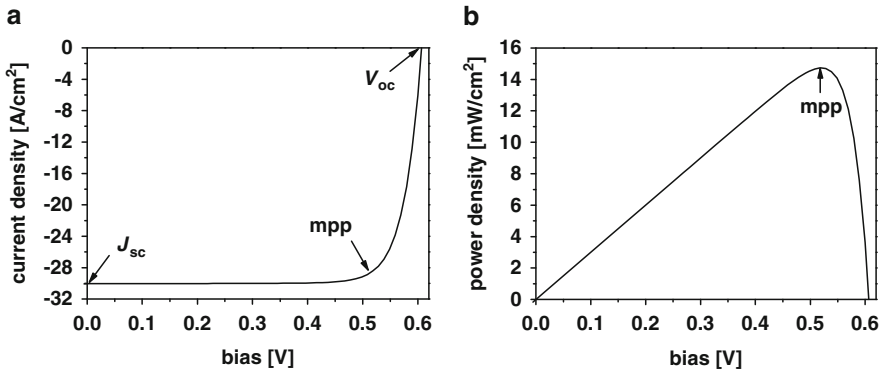 a
current density [A/cm²]
0
-4
-8
-12
-16
-20
-24
-28
-32
V_oc
mpp
J_sc
0.0 0.1 0.2 0.3 0.4 0.5 0.6
bias [V]
b
power density [mW/cm²]
16
14
12
10
8
6
4
2
0
mpp
0.0 0.1 0.2 0.3 0.4 0.5 0.6
bias [V]